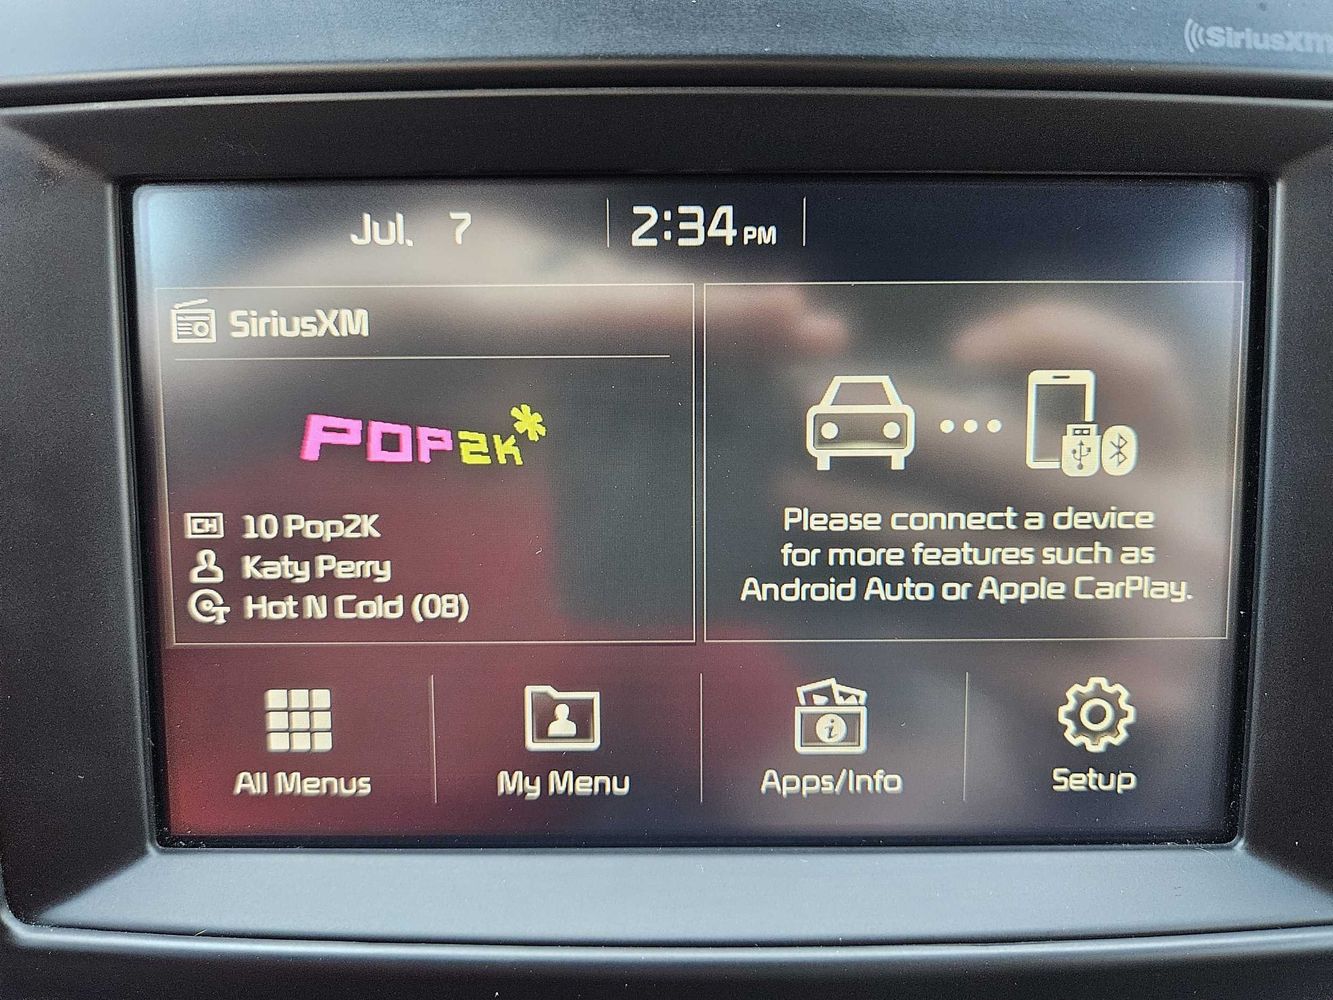 SiriusXM
Jul. 7
2:34 PM
SiriusXM
POP2K*
CH 10 Pop2K
Katy Perry
Hot N Cold (08)
Please connect a device
for more features such as
Android Auto or Apple CarPlay.
All Menus
My Menu
Apps/Info
Setup